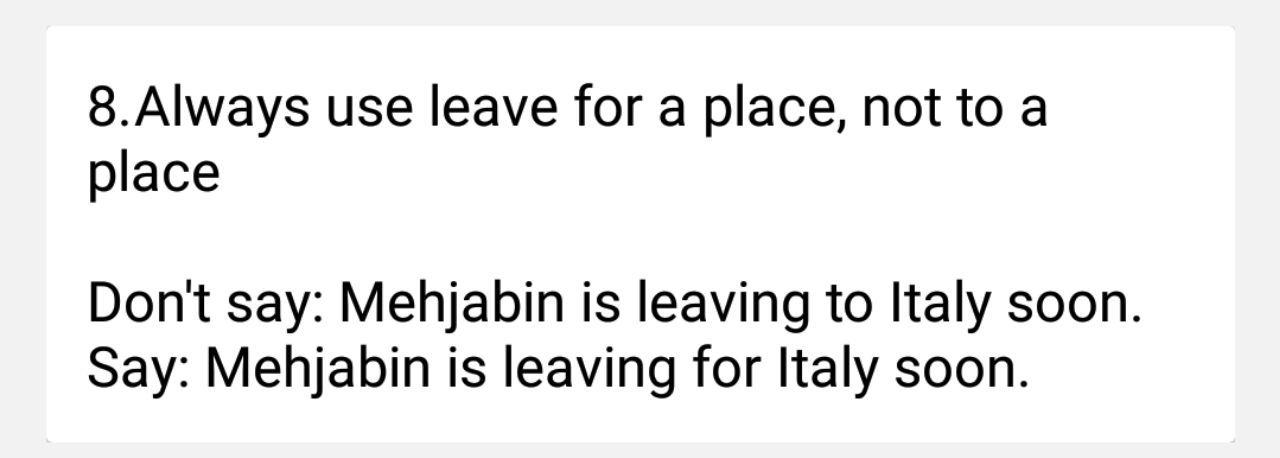 8.Always use leave for a place, not to a
place
Don't say: Mehjabin is leaving to Italy soon.
Say: Mehjabin is leaving for Italy soon.